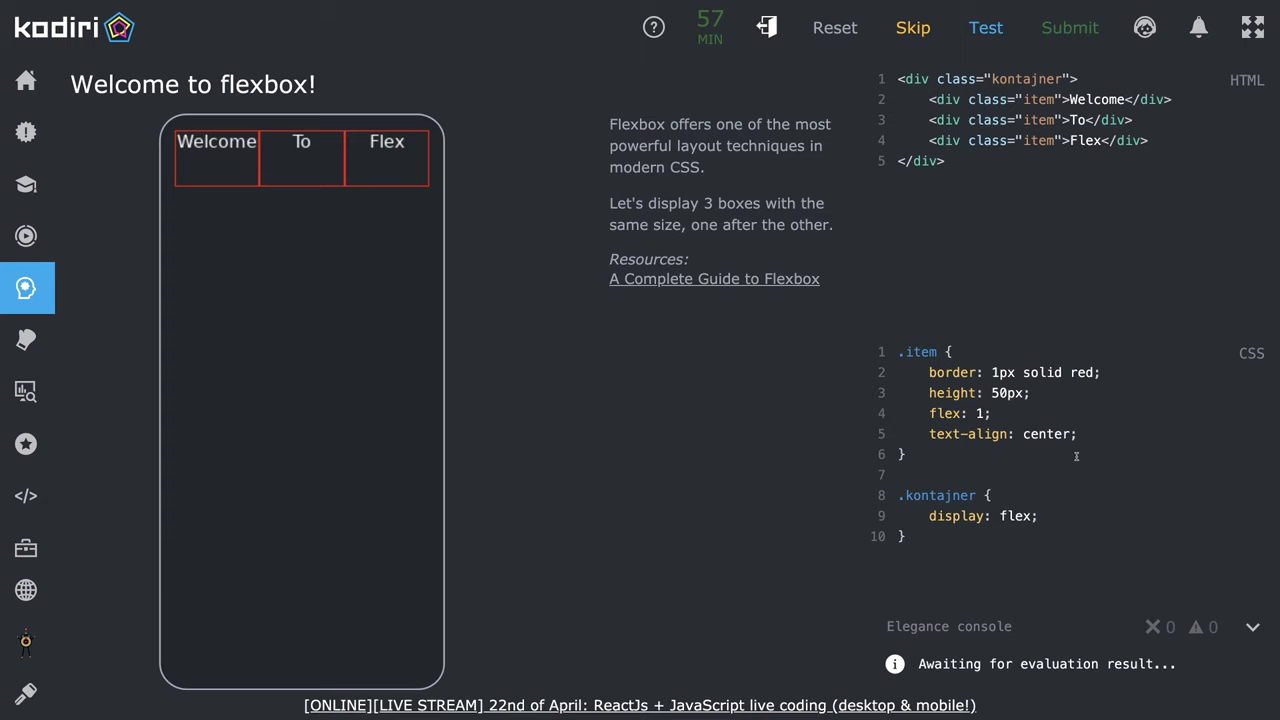 kodiri
57
MIN
Reset
Skip
Test
Submit
Welcome to flexbox!
Welcome
To
Flex
Flexbox offers one of the most
powerful layout techniques in
modern CSS.
Let's display 3 boxes with the
same size, one after the other.
Resources:
A Complete Guide to Flexbox
HTML
1 <div class="kontajner">
2     <div class="item">Welcome</div>
3     <div class="item">To</div>
4     <div class="item">Flex</div>
5 </div>
CSS
1 .item {
2     border: 1px solid red;
3     height: 50px;
4     flex: 1;
5     text-align: center;
6 }
7
8 .kontajner {
9     display: flex;
10 }
Elegance console
0
0
Awaiting for evaluation result...
[ONLINE][LIVE STREAM] 22nd of April: ReactJs + JavaScript live coding (desktop & mobile!)